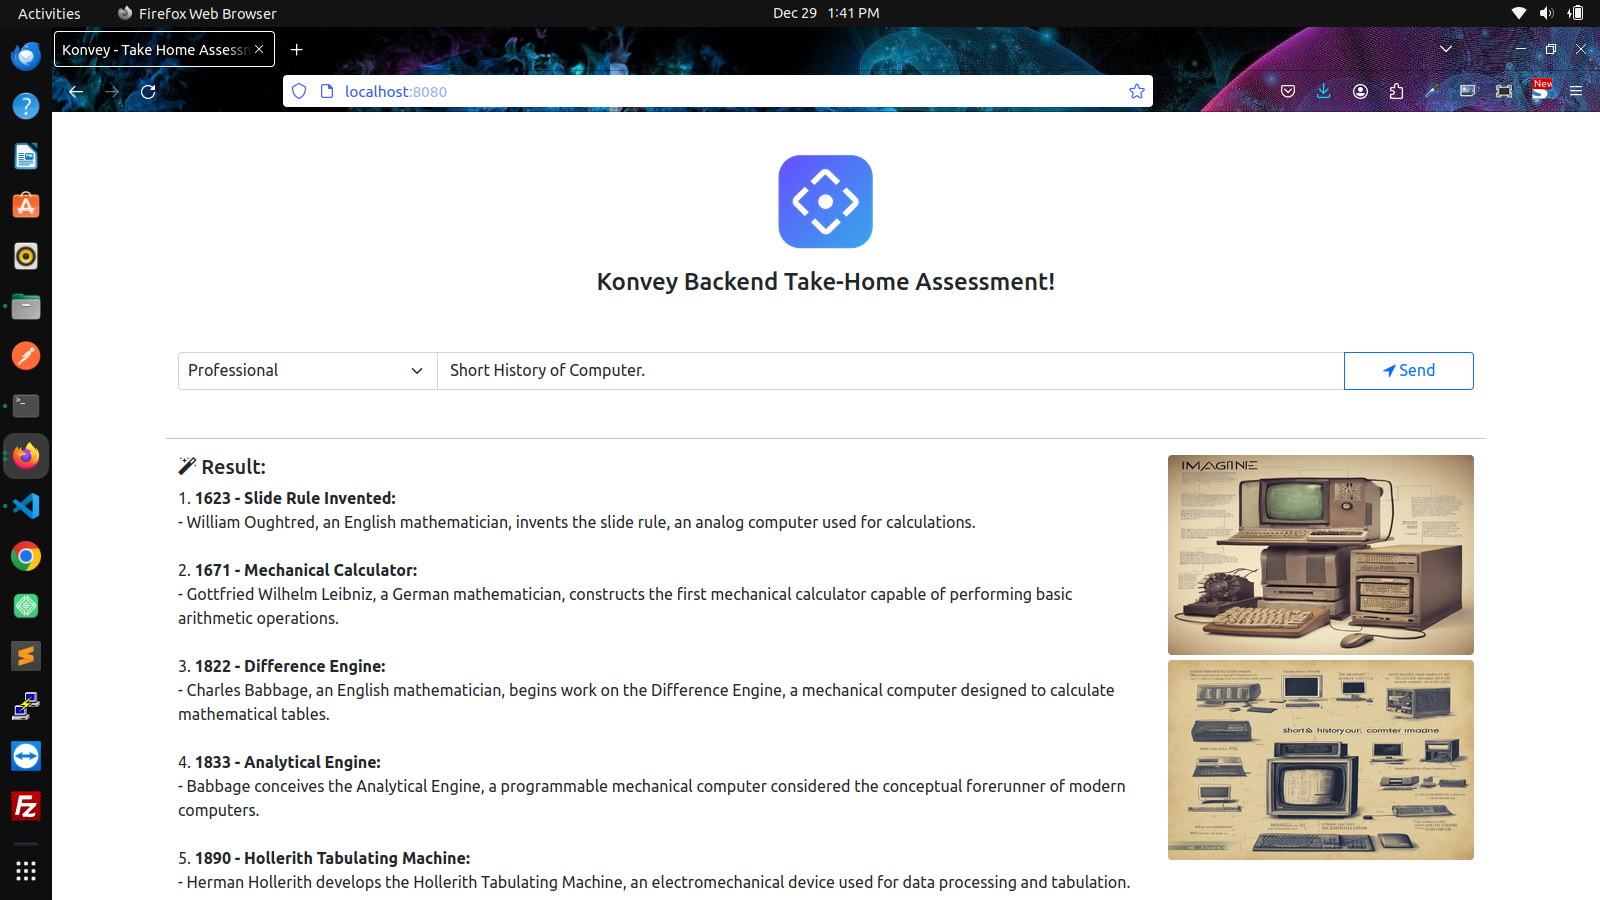 Activities
Firefox Web Browser
Dec 29 1:41 PM
Konvey - Take Home Assessm
New
localhost:8080
Konvey Backend Take-Home Assessment!
Professional
Short History of Computer.
Send
Result:
1. 1623 - Slide Rule Invented:
- William Oughtred, an English mathematician, invents the slide rule, an analog computer used for calculations.
2. 1671 - Mechanical Calculator:
- Gottfried Wilhelm Leibniz, a German mathematician, constructs the first mechanical calculator capable of performing basic
arithmetic operations.
3. 1822 - Difference Engine:
- Charles Babbage, an English mathematician, begins work on the Difference Engine, a mechanical computer designed to calculate
mathematical tables.
4. 1833 - Analytical Engine:
- Babbage conceives the Analytical Engine, a programmable mechanical computer considered the conceptual forerunner of modern
computers.
5. 1890 - Hollerith Tabulating Machine:
- Herman Hollerith develops the Hollerith Tabulating Machine, an electromechanical device used for data processing and tabulation.